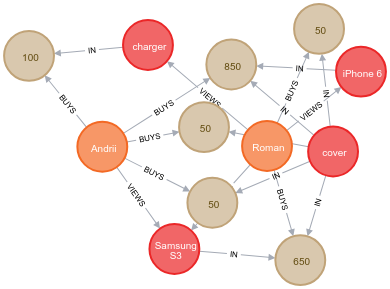 50
100
IN
charger
850
IN
iPhone 6
BUYS
VIEWS
BUYS
IN
IN
BUYS
VIEWS
50
BUYS
Andrii
Roman
cover
BUYS
IN
VIEWS
50
BUYS
IN
Samsung
S3
IN
650